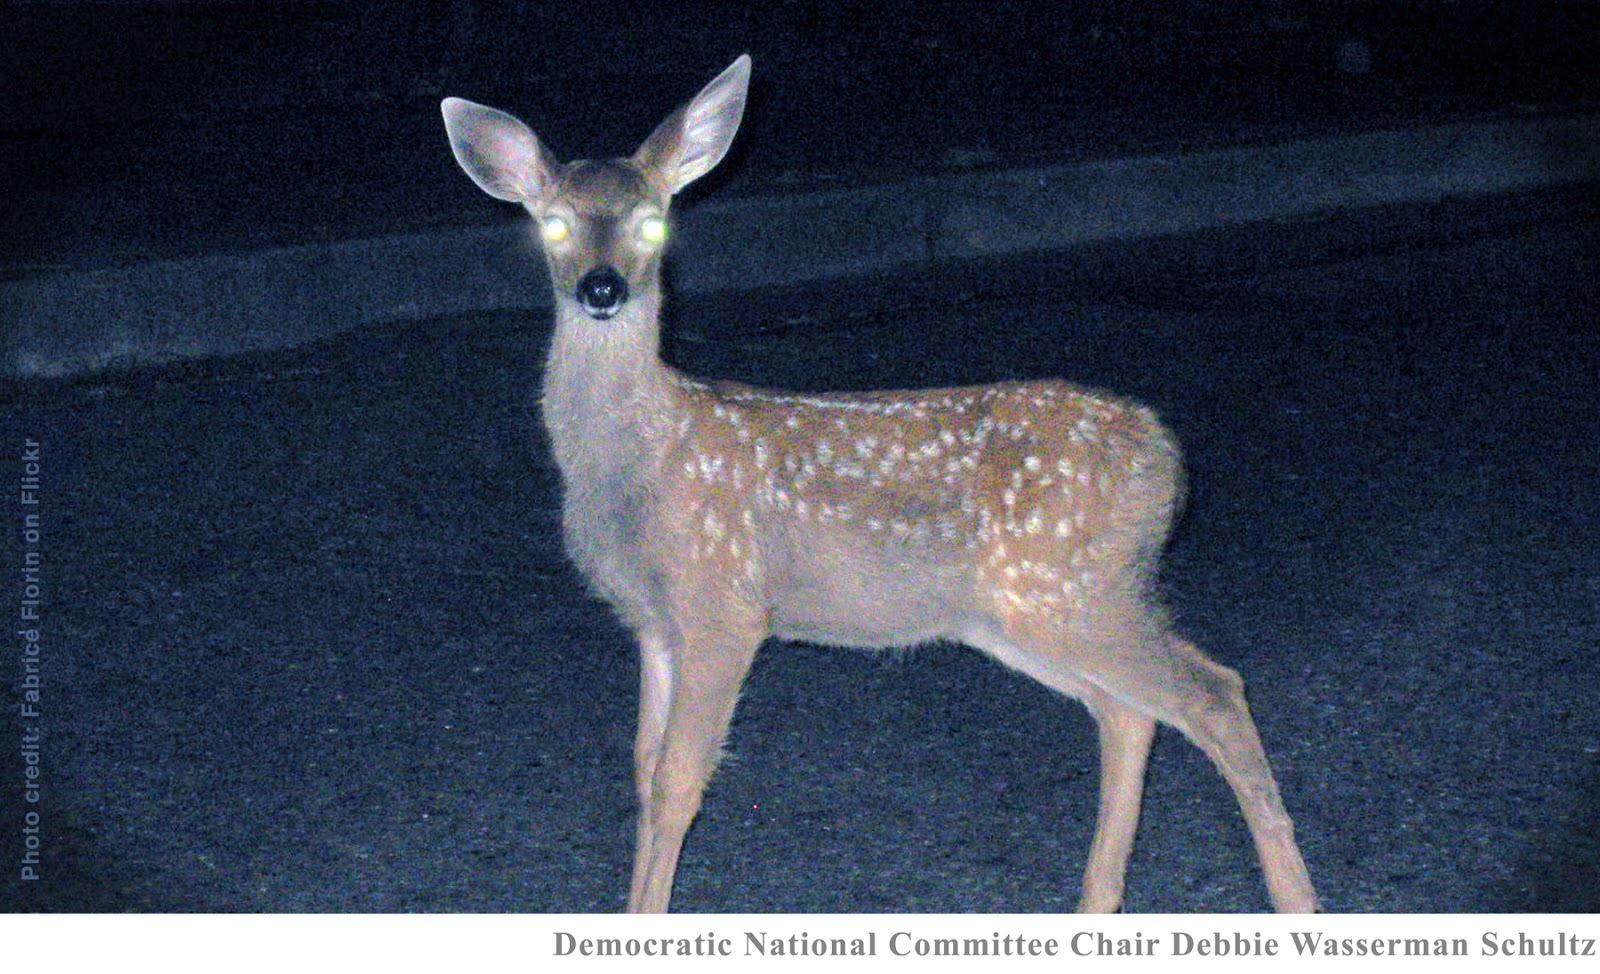 Photo credit: Fabrice Florin on Flickr
Democratic National Committee Chair Debbie Wasserman Schultz